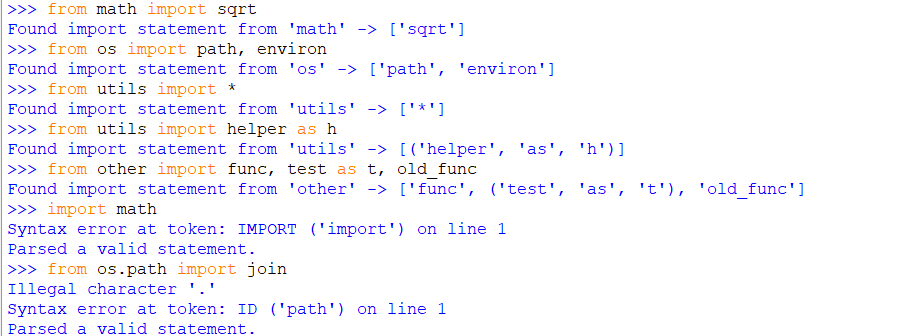 >>> from math import sqrt
Found import statement from 'math' -> ['sqrt']
>>> from os import path, environ
Found import statement from 'os' -> ['path', 'environ']
>>> from utils import *
Found import statement from 'utils' -> ['*']
>>> from utils import helper as h
Found import statement from 'utils' -> [('helper', 'as', 'h')]
>>> from other import func, test as t, old_func
Found import statement from 'other' -> ['func', ('test', 'as', 't'), 'old_func']
>>> import math
Syntax error at token: IMPORT ('import') on line 1
Parsed a valid statement.
>>> from os.path import join
Illegal character '.'
Syntax error at token: ID ('path') on line 1
Parsed a valid statement.